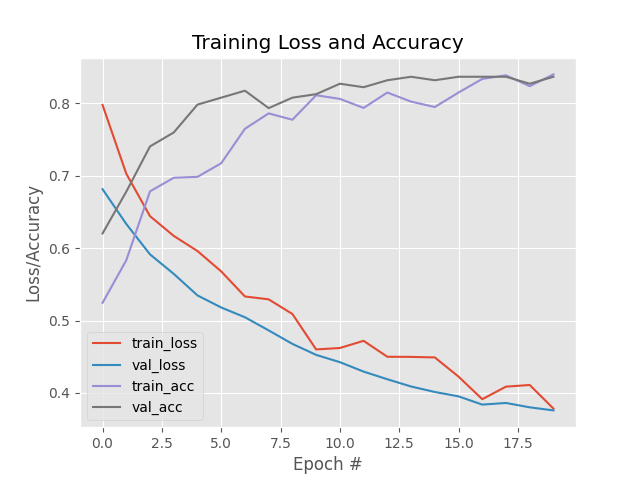 Training Loss and Accuracy
Loss/Accuracy
0.8
0.7
0.6
0.5
0.4
train_loss
val_loss
train_acc
val_acc
0.0 2.5 5.0 7.5 10.0 12.5 15.0 17.5
Epoch #